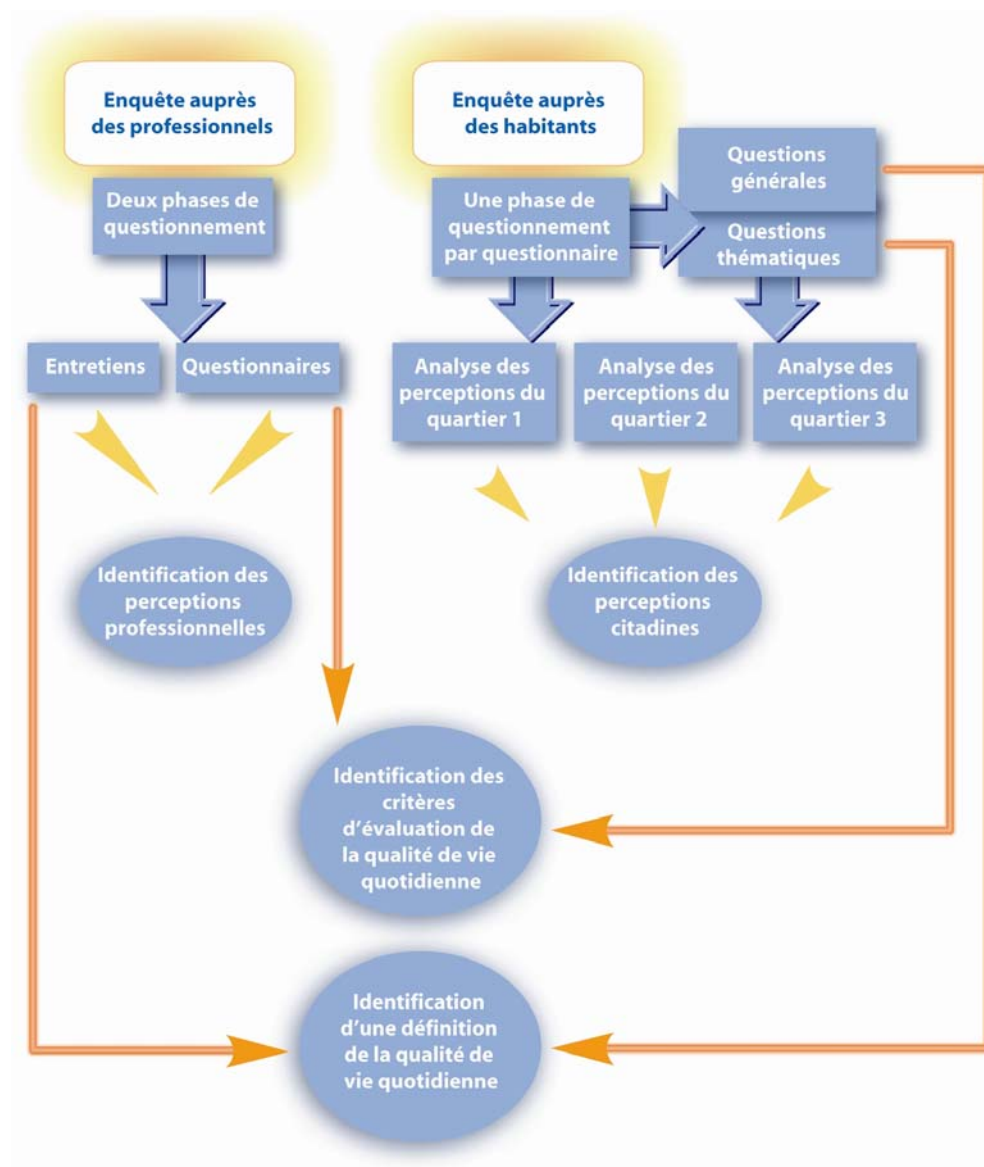 Enquête auprès
des professionnels
Enquête auprès
des habitants
Deux phases de
questionnement
Une phase de
questionnement
par questionnaire
Questions
générales
Questions
thématiques
Entretiens
Questionnaires
Analyse des
perceptions du
quartier 1
Analyse des
perceptions du
quartier 2
Analyse des
perceptions du
quartier 3
Identification des
perceptions
professionnelles
Identification des
perceptions
citadines
Identification des
critères
d’évaluation de
la qualité de vie
quotidienne
Identification
d’une définition
de la qualité de
vie quotidienne